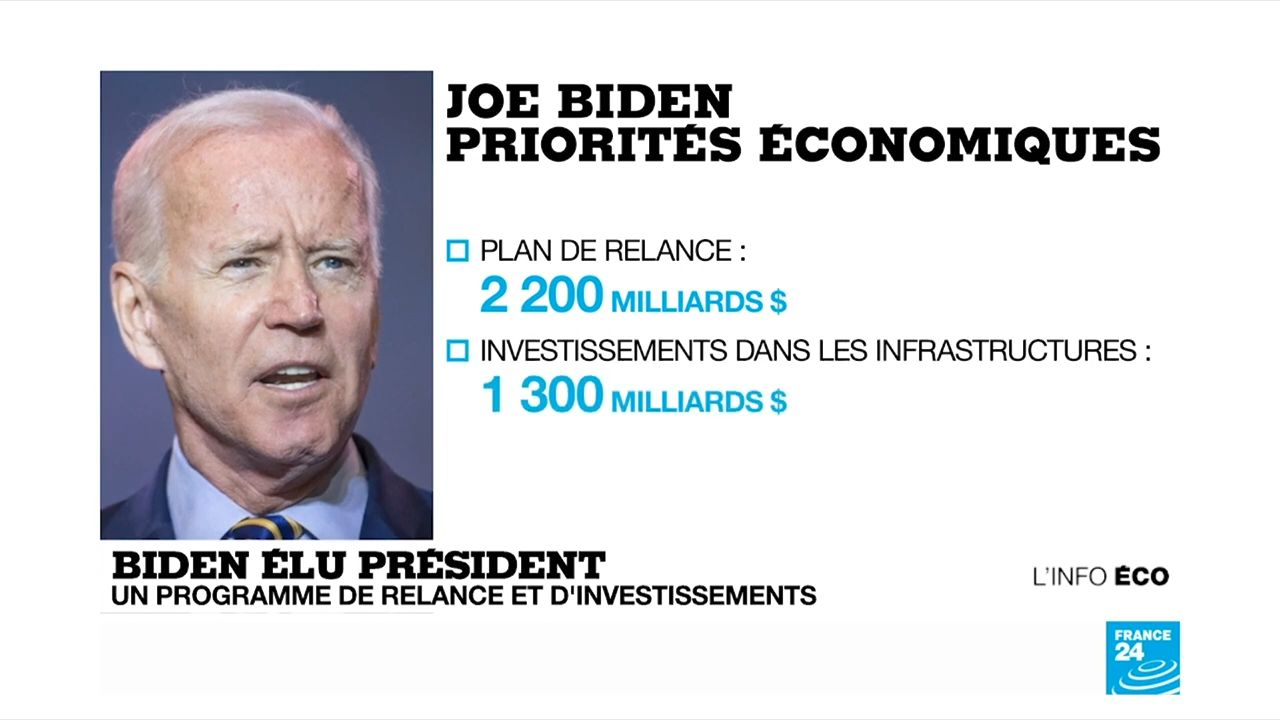 JOE BIDEN
PRIORITÉS ÉCONOMIQUES
PLAN DE RELANCE :
2 200 MILLIARDS $
INVESTISSEMENTS DANS LES INFRASTRUCTURES :
1 300 MILLIARDS $
BIDEN ÉLU PRÉSIDENT
UN PROGRAMME DE RELANCE ET D'INVESTISSEMENTS
L'INFO ÉCO
FRANCE
24